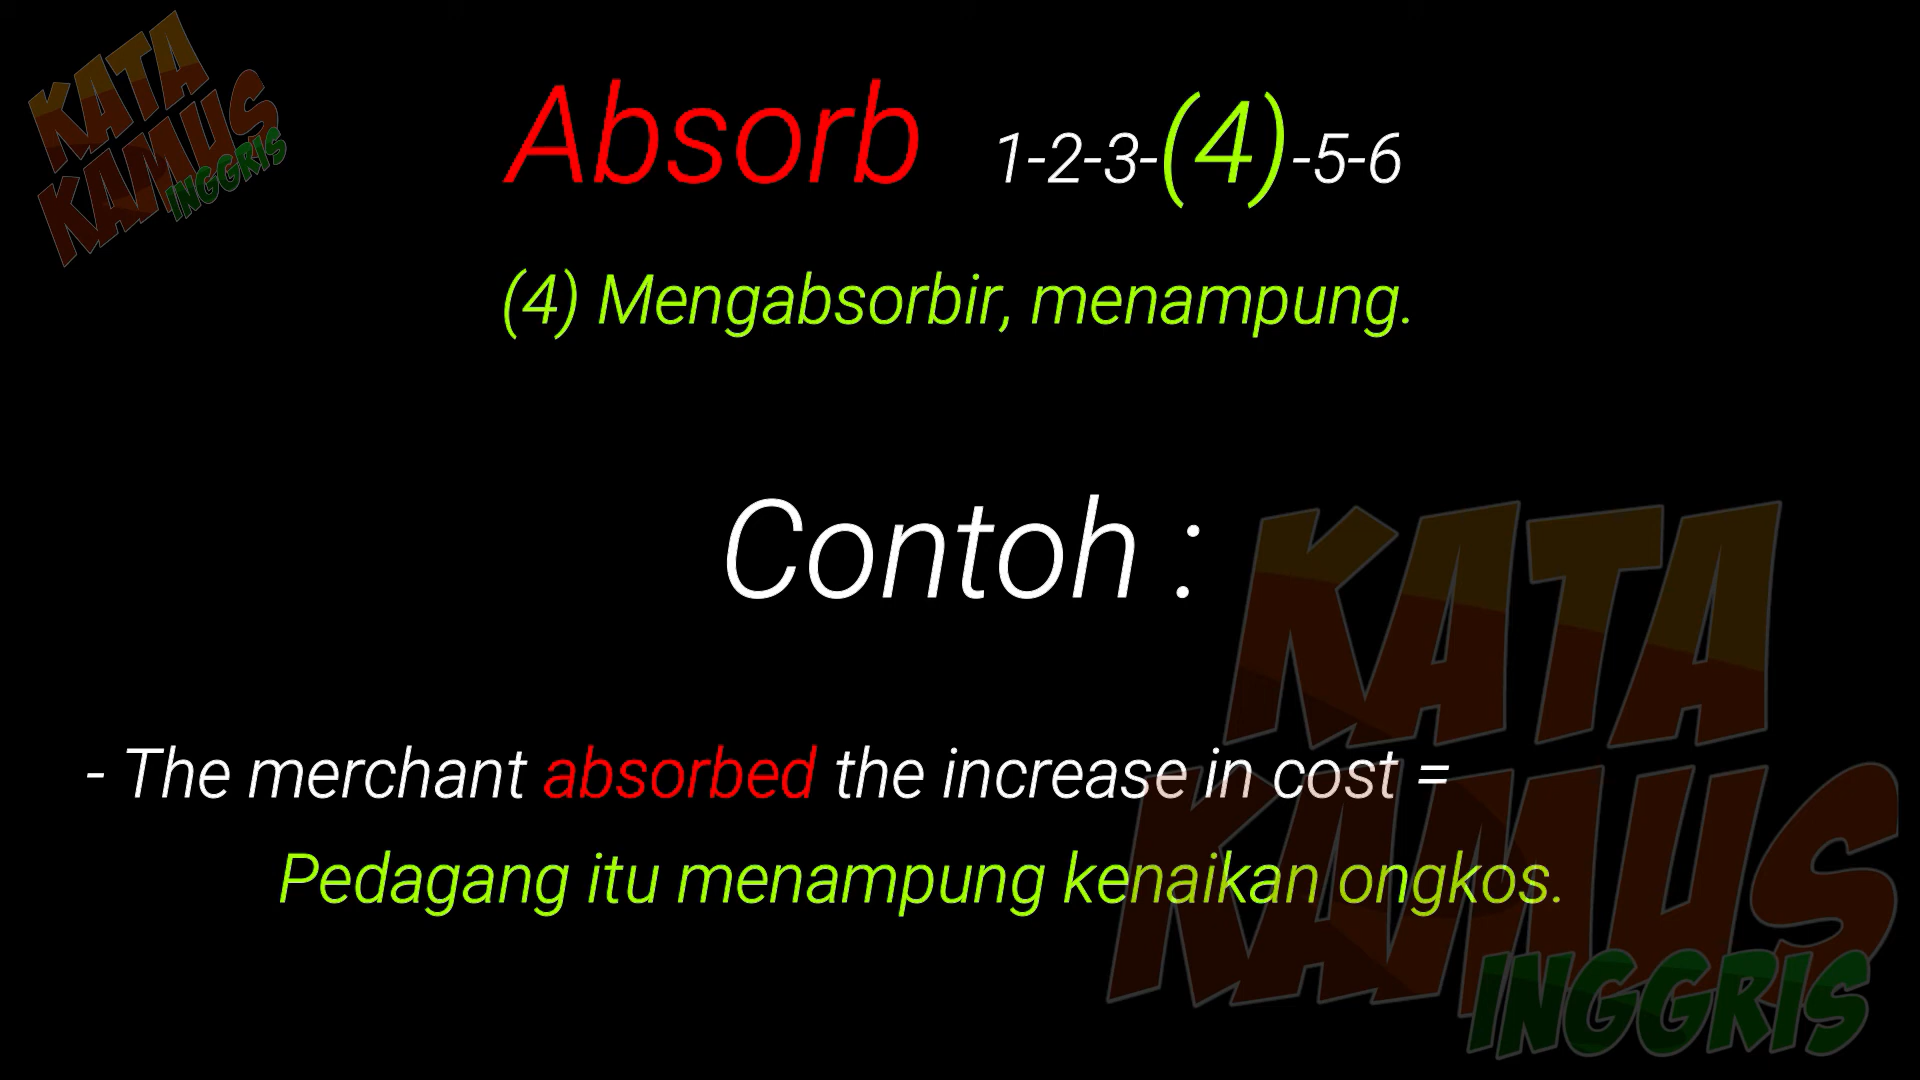 KATA
KAMUS
INGGRIS
Absorb 1-2-3-(4)-5-6
(4) Mengabsorbir, menampung.
Contoh :
- The merchant absorbed the increase in cost =
Pedagang itu menampung kenaikan ongkos.
KATA
KAMUS
INGGRIS